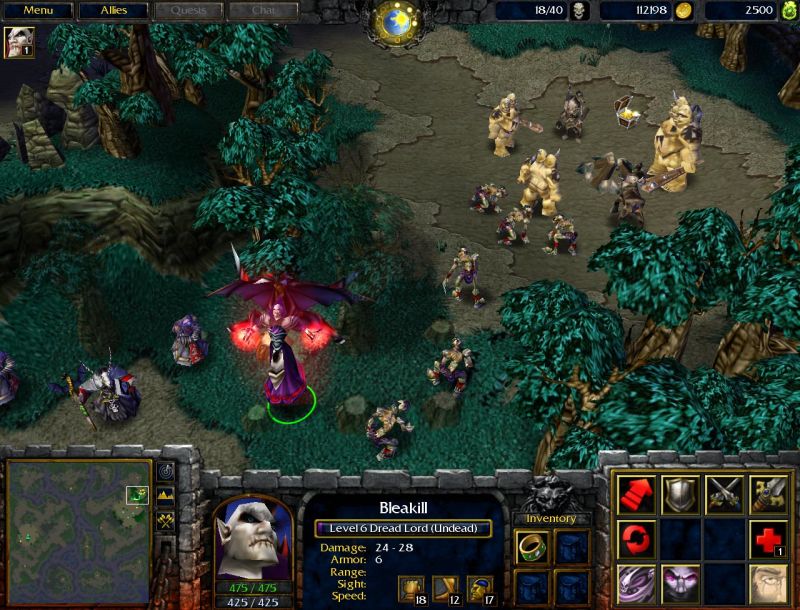 Menu Allies Quests Chat 18/40 112198 2500
1
Bleakill
Level 6 Dread Lord (Undead)
Inventory
Damage: 24 - 28
Armor: 6
Range:
Sight:
Speed:
18 12 17
475 / 475
425 / 425
1